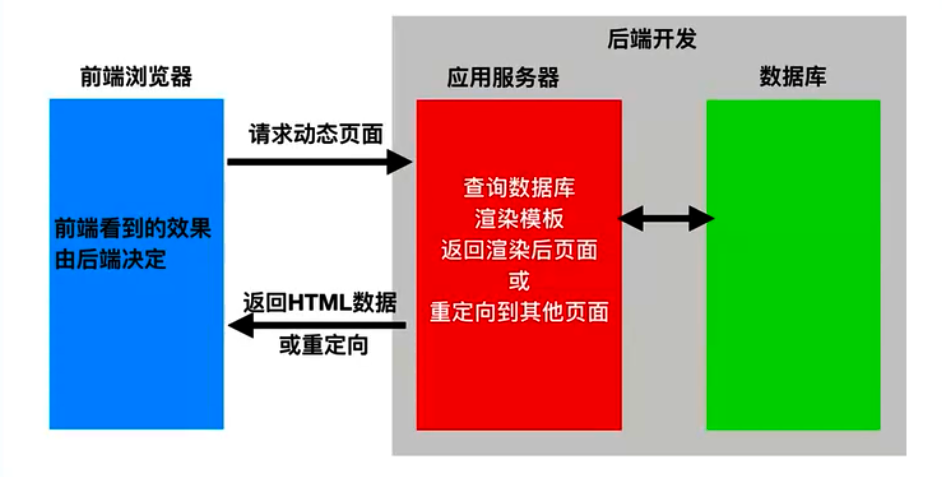 后端开发
前端浏览器
应用服务器
数据库
请求动态页面
前端看到的效果
由后端决定
查询数据库
渲染模板
返回渲染后页面
或
重定向到其他页面
返回HTML数据
或重定向